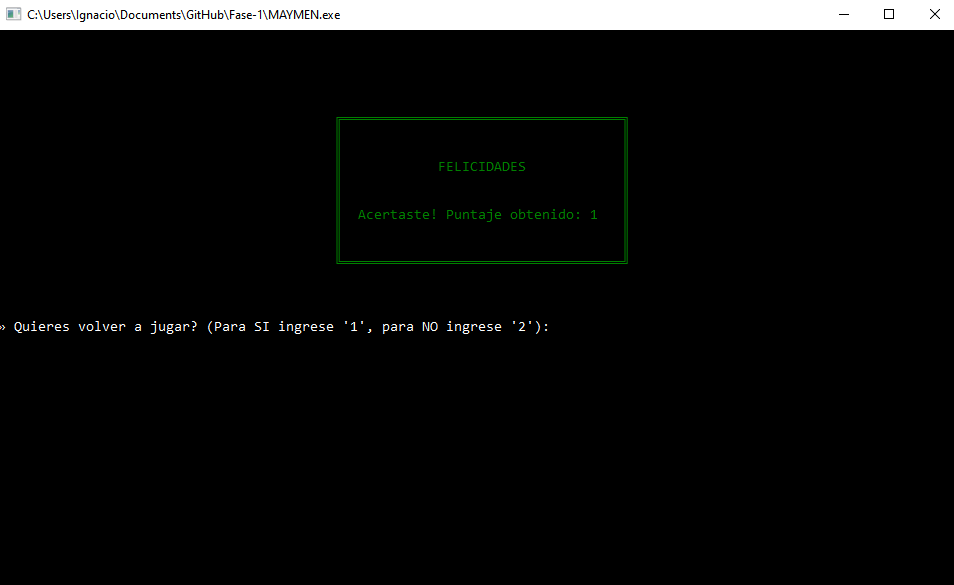 C:\Users\Ignacio\Documents\GitHub\Fase-1\MAYMEN.exe
FELICIDADES
Acertaste! Puntaje obtenido: 1
» Quieres volver a jugar? (Para SI ingrese '1', para NO ingrese '2'):